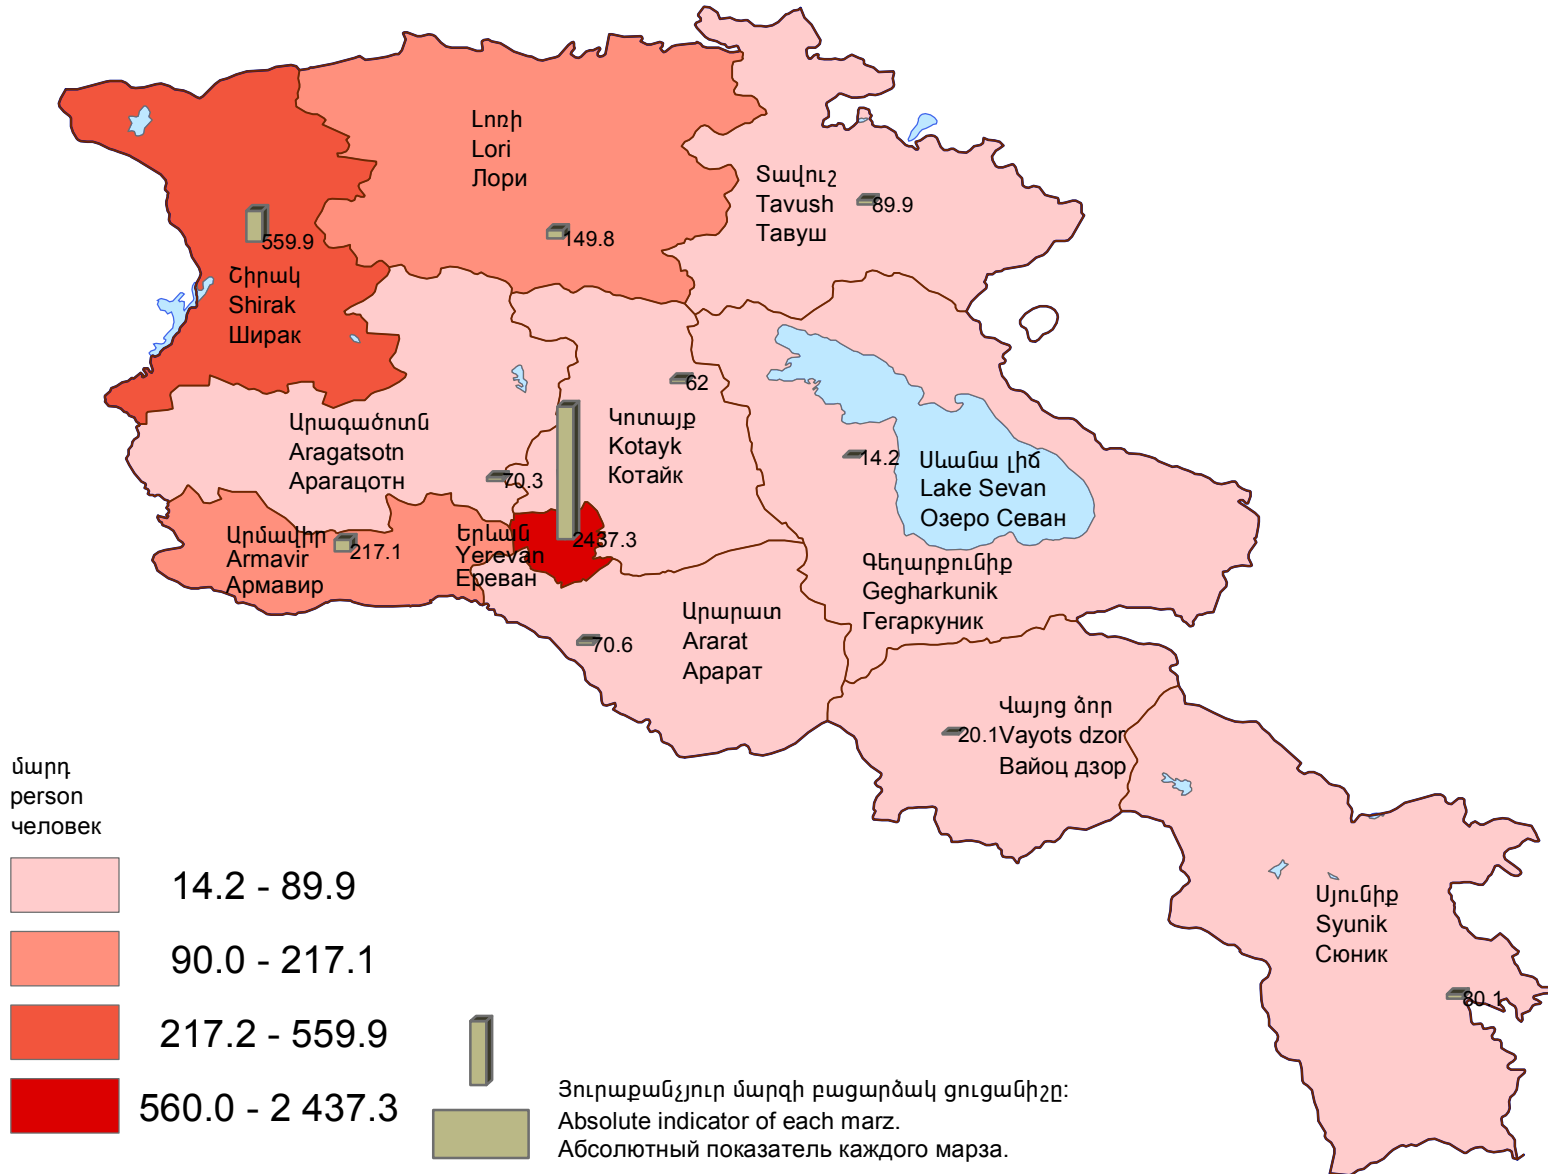 Լոռի
Lori
Лори
149.8
Տավուշ
Tavush
Тавуш
89.9
559.9
Շիրակ
Shirak
Ширак
Արագածոտն
Aragatsotn
Арагацотн
70.3
62
Կոտայք
Kotayk
Котайк
14.2
Սևանա լիճ
Lake Sevan
Озеро Севан
Գեղարքունիք
Gegharkunik
Гегаркуник
Արմավիր
Armavir
Армавир
217.1
Երևան
Yerevan
Ереван
2437.3
Արարատ
Ararat
Арарат
70.6
Վայոց ձոր
Vayots dzor
Вайоц дзор
20.1
Սյունիք
Syunik
Сюник
80.1
մարդ
person
человек
14.2 - 89.9
90.0 - 217.1
217.2 - 559.9
560.0 - 2 437.3
Յուրաքանչյուր մարզի բացարձակ ցուցանիշը:
Absolute indicator of each marz.
Абсолютный показатель каждого марза.